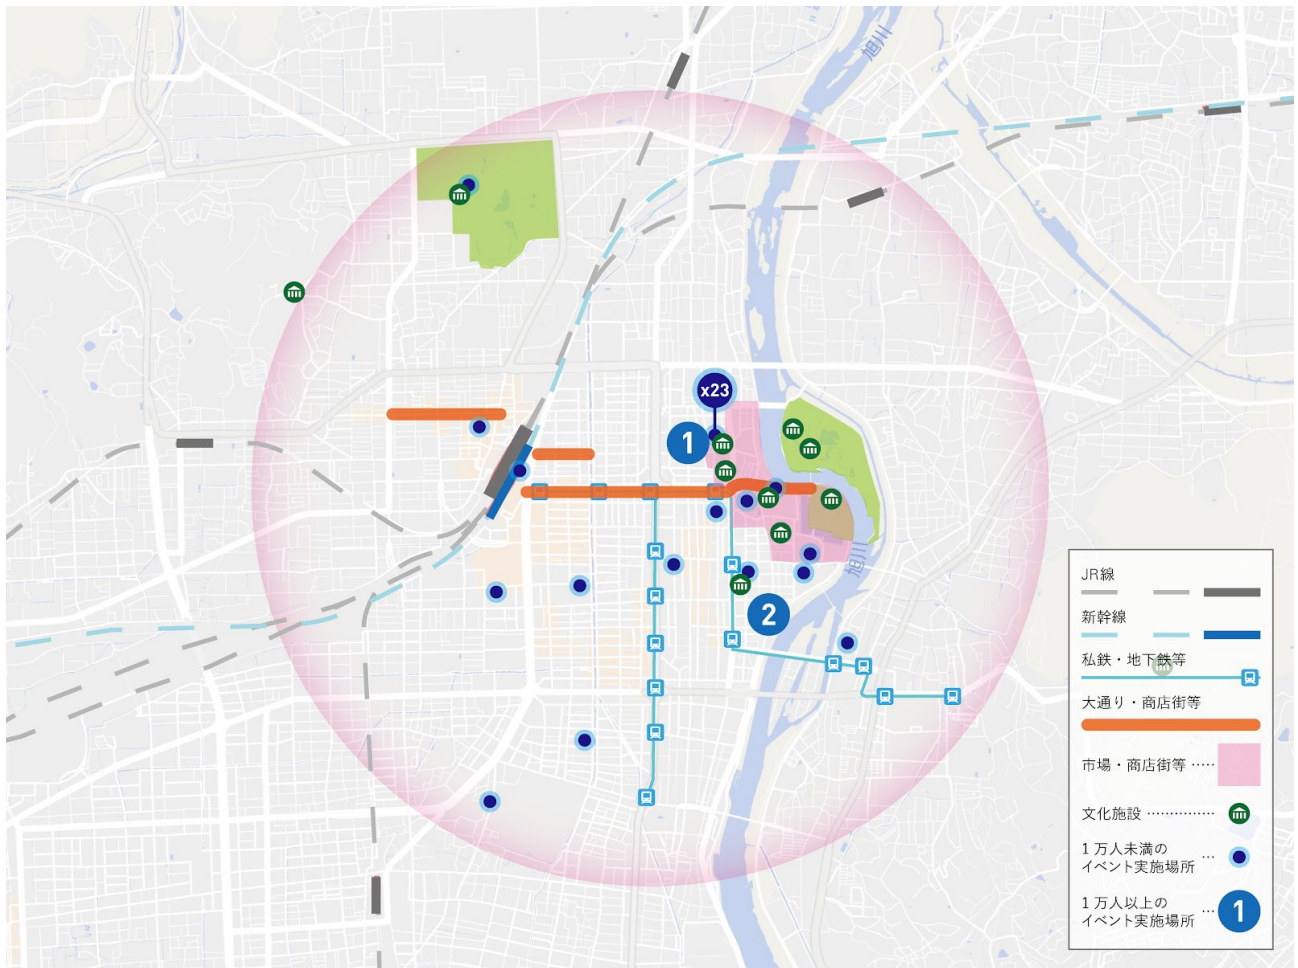 旭川
x23
1
2
旭川
JR線
新幹線
私鉄・地下鉄等
大通り・商店街等
市場・商店街等 ·····
文化施設 ···············
1万人未満の
イベント実施場所 ···
1万人以上の
イベント実施場所 ··· 1